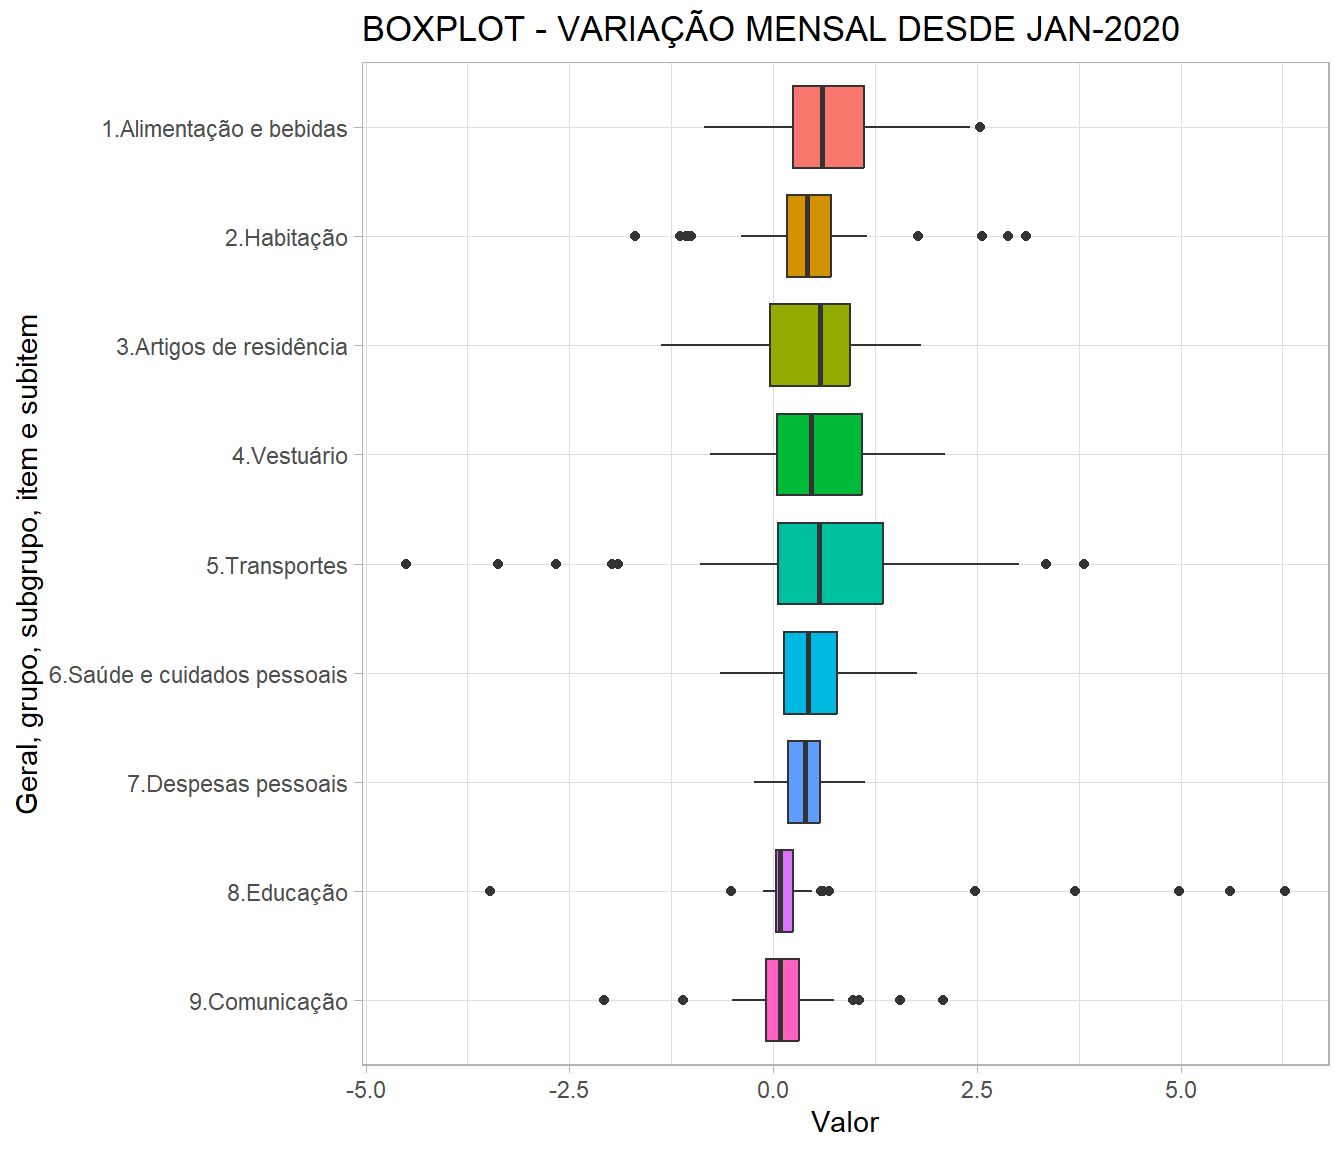 BOXPLOT - VARIAÇÃO MENSAL DESDE JAN-2020
Geral, grupo, subgrupo, item e subitem
1.Alimentação e bebidas
2.Habitação
3.Artigos de residência
4.Vestuário
5.Transportes
6.Saúde e cuidados pessoais
7.Despesas pessoais
8.Educação
9.Comunicação
-5.0 -2.5 0.0 2.5 5.0
Valor